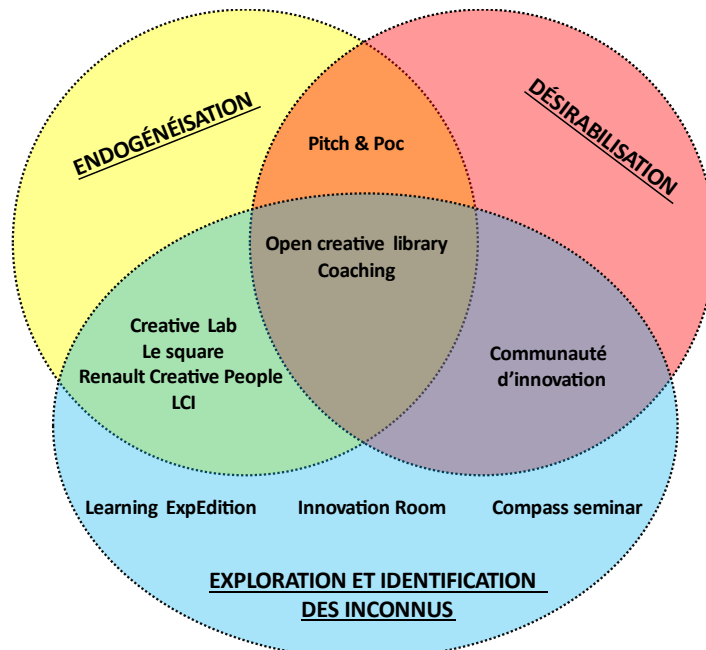 ENDOGÉNÉISATION
DÉSIRABILISATION
Pitch & Poc
Open creative library
Coaching
Creative Lab
Le square
Renault Creative People
LCI
Communauté
d'innovation
Learning ExpEdition
Innovation Room
Compass seminar
EXPLORATION ET IDENTIFICATION
DES INCONNUS